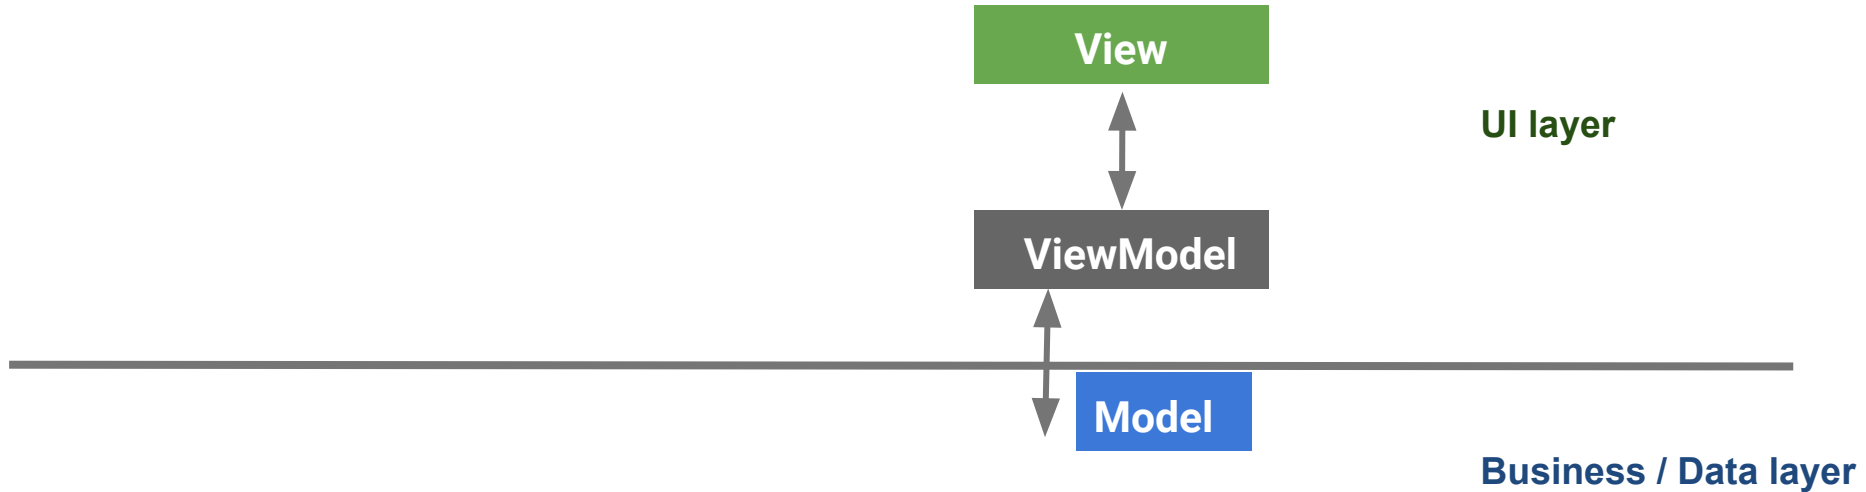 View
UI layer
ViewModel
Model
Business / Data layer